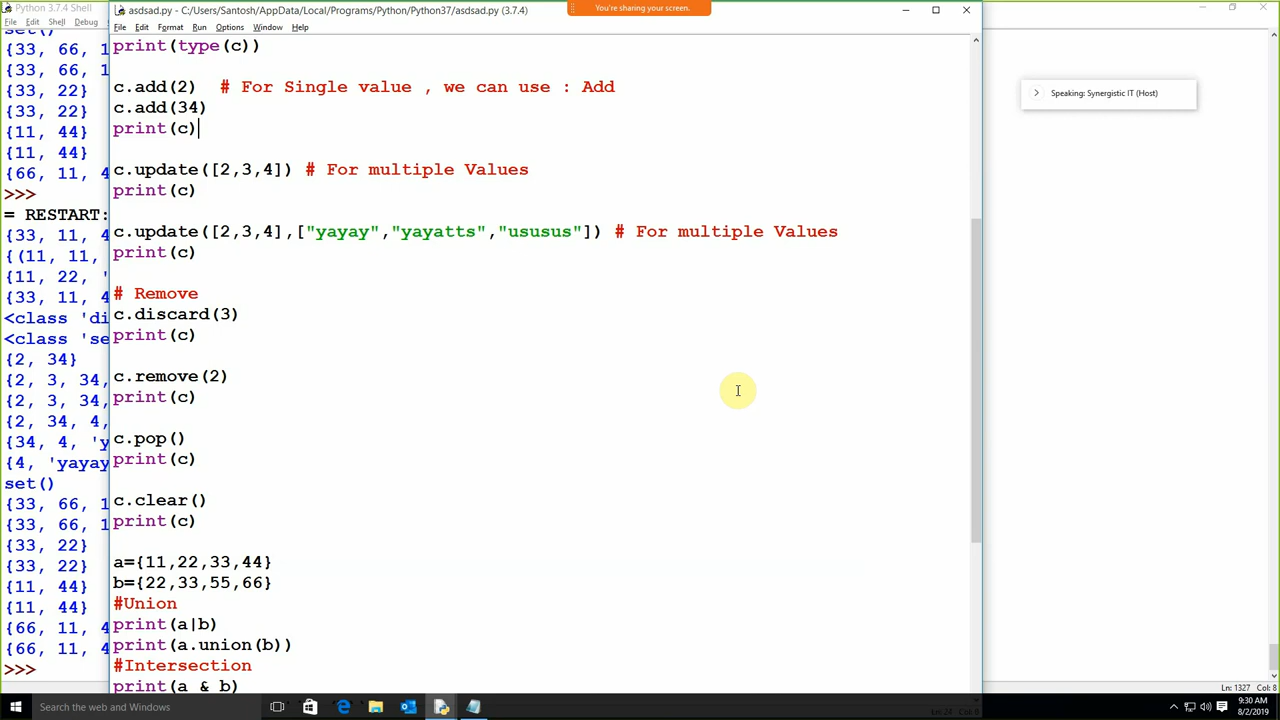 Python 3.7.4 Shell
File Edit Shell Debug
set()
{33, 66, 1
{33, 66, 1
{33, 22}
{33, 22}
{11, 44}
{11, 44}
{66, 11, 4
>>>
= RESTART:
{33, 11, 4
{(11, 11,
{11, 22, '
{33, 11, 4
<class 'di
<class 'se
{2, 34}
{2, 3, 34,
{2, 3, 34,
{2, 34, 4,
{34, 4, 'y
{4, 'yayay
set()
{33, 66, 1
{33, 66, 1
{33, 22}
{33, 22}
{11, 44}
{11, 44}
{66, 11, 4
{66, 11, 4
>>>
asdsad.py - C:/Users/Santosh/AppData/Local/Programs/Python/Python37/asdsad.py (3.7.4)
You're sharing your screen.
File Edit Format Run Options Window Help
print(type(c))
c.add(2) # For Single value , we can use : Add
c.add(34)
print(c)
c.update([2,3,4]) # For multiple Values
print(c)
c.update([2,3,4],["yayay","yayatts","ususus"]) # For multiple Values
print(c)
# Remove
c.discard(3)
print(c)
c.remove(2)
print(c)
c.pop()
print(c)
c.clear()
print(c)
a={11,22,33,44}
b={22,33,55,66}
#Union
print(a|b)
print(a.union(b))
#Intersection
print(a & b)
Speaking: Synergistic IT (Host)
Ln: 1327 Col: 8
Search the web and Windows
9:30 AM
8/2/2019